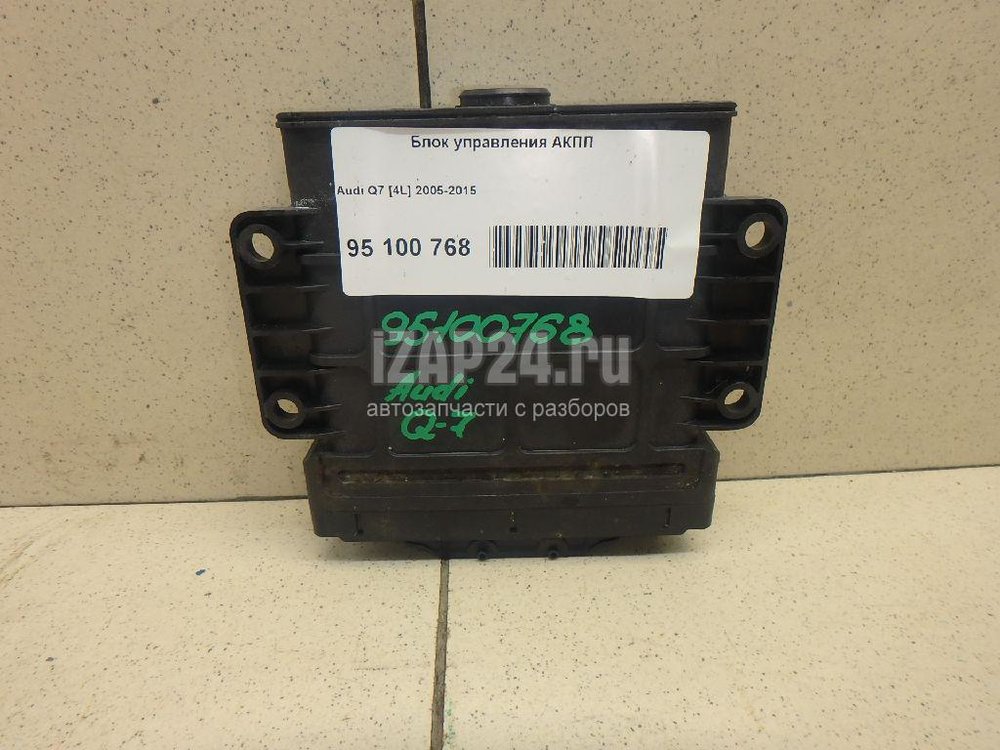 Блок управления АКПП
Audi Q7 [4L] 2005-2015
95 100 768
95100768
iZAP24.ru
Audi
автозапчасти с разборов
Q-7